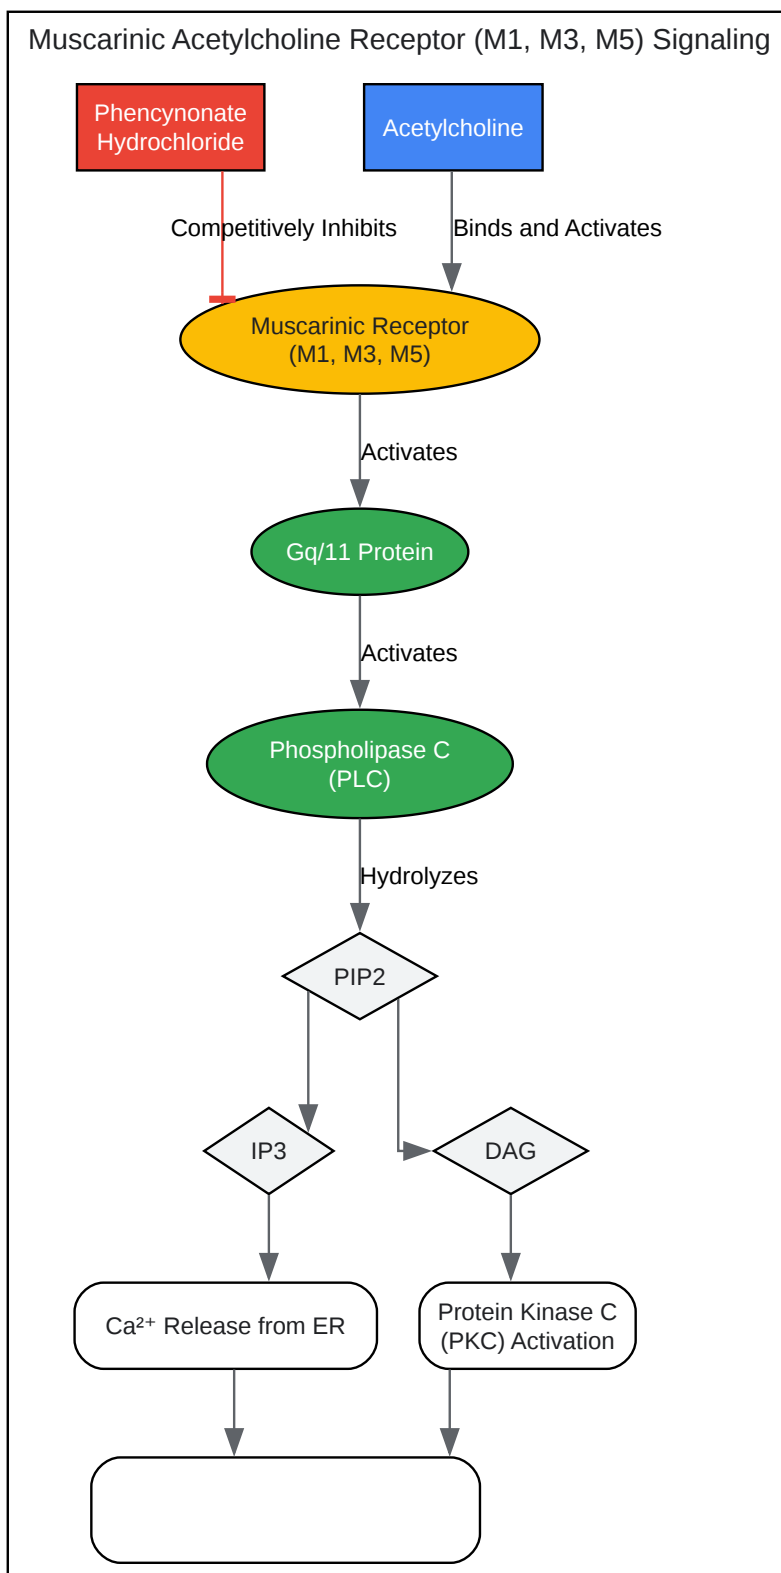 Muscarinic Acetylcholine Receptor (M1, M3, M5) Signaling
Phencynonate
Hydrochloride
Acetylcholine
Competitively Inhibits
Binds and Activates
Muscarinic Receptor
(M1, M3, M5)
Activates
Gq/11 Protein
Activates
Phospholipase C
(PLC)
Hydrolyzes
PIP2
IP3
DAG
Ca²⁺ Release from ER
Protein Kinase C
(PKC) Activation